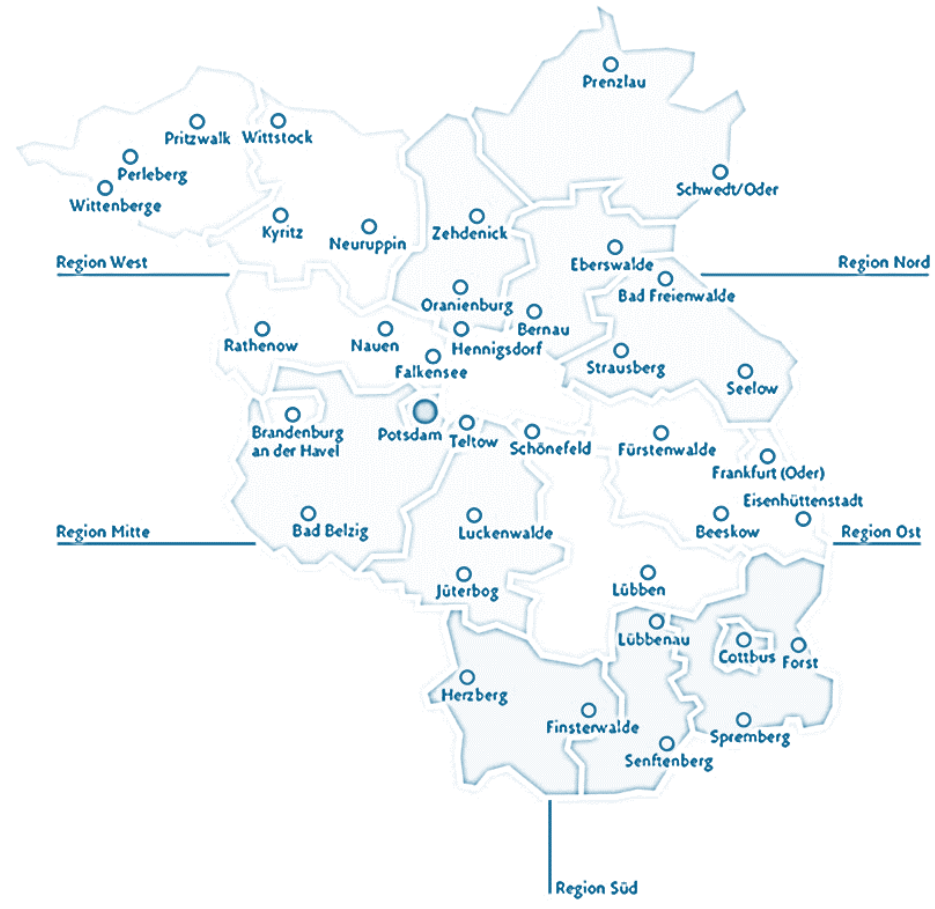 Prenzlau
Pritzwalk
Wittstock
Perleberg
Schwedt/Oder
Wittenberge
Kyritz
Neuruppin
Zehdenick
Region West
Eberswalde
Region Nord
Bad Freienwalde
Oranienburg
Bernau
Rathenow
Nauen
Hennigsdorf
Falkensee
Strausberg
Seelow
Brandenburg
an der Havel
Potsdam
Teltow
Schönefeld
Fürstenwalde
Frankfurt (Oder)
Eisenhüttenstadt
Region Mitte
Bad Belzig
Luckenwalde
Beeskow
Region Ost
Jüterbog
Lübben
Lübbenau
Cottbus
Forst
Herzberg
Finsterwalde
Spremberg
Senftenberg
Region Süd